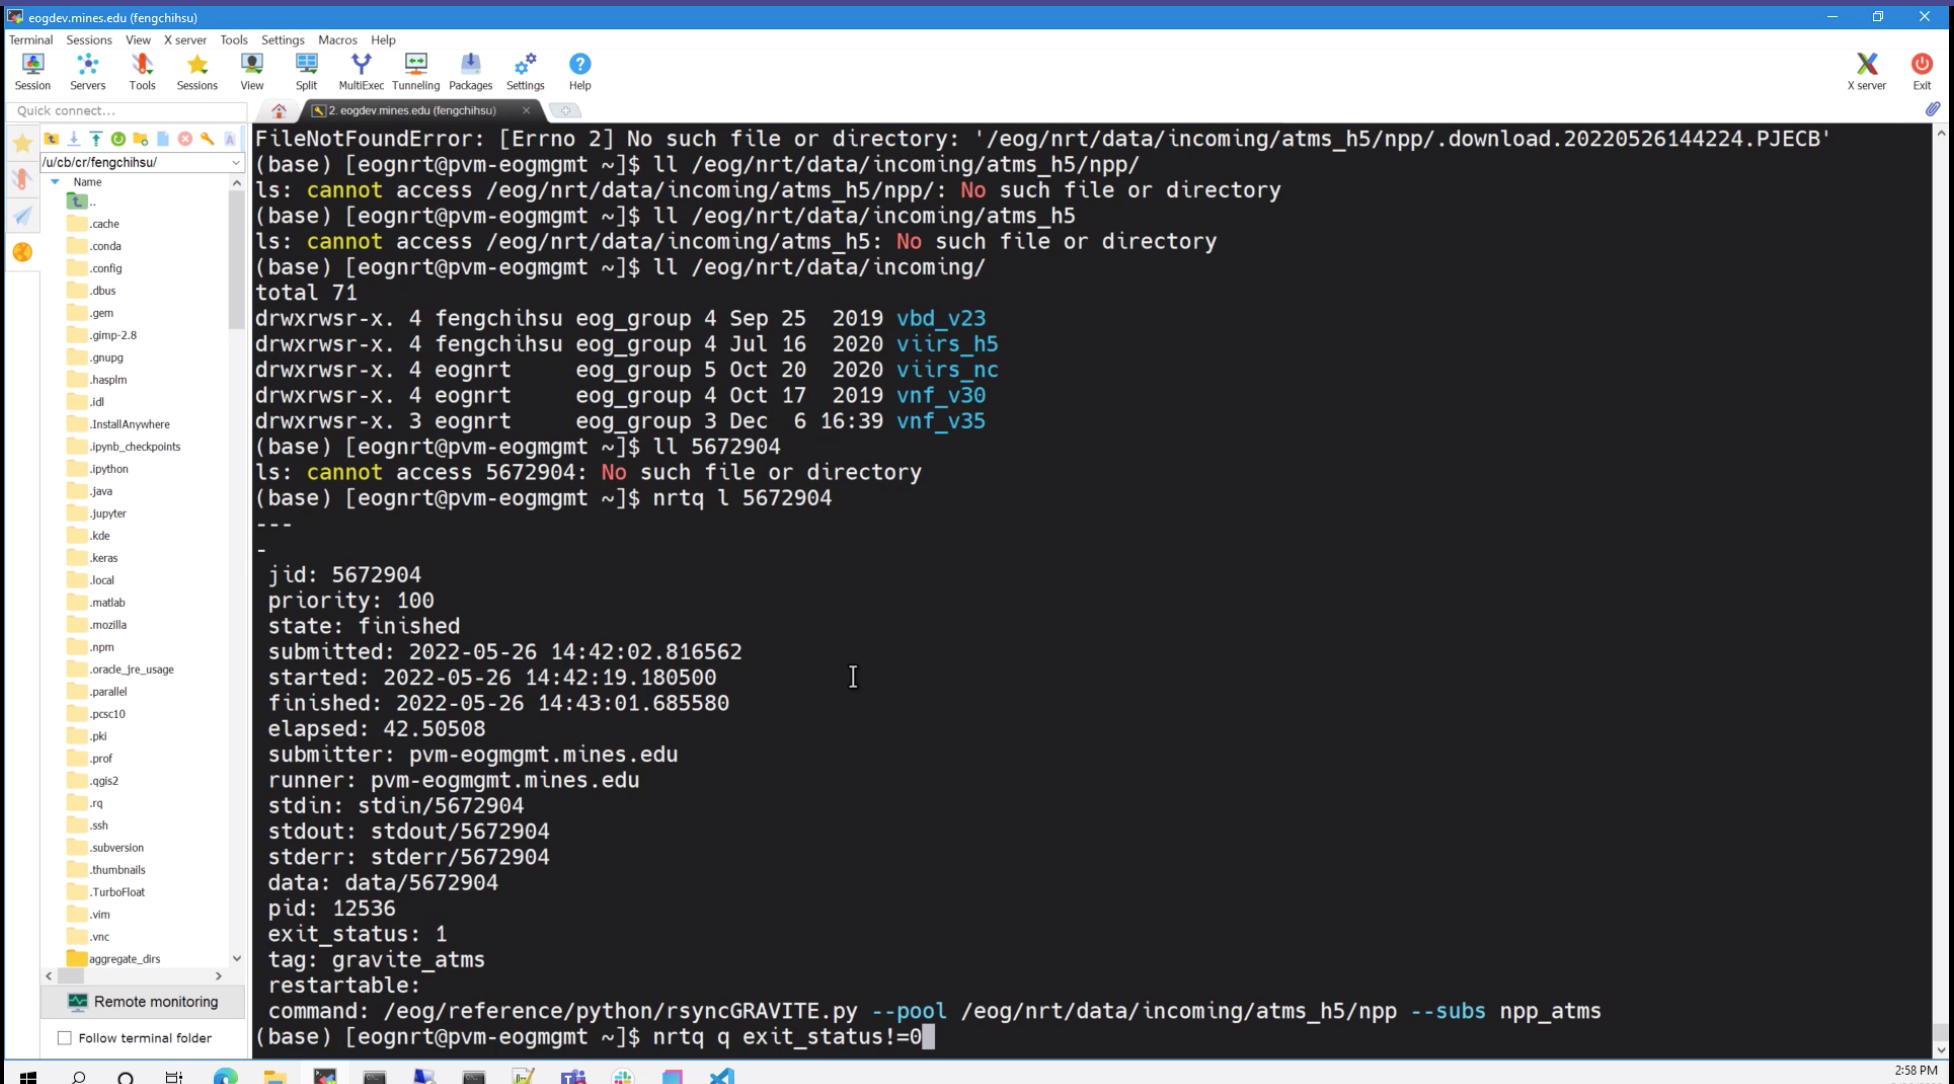 eogdev.mines.edu (fengchihsu)
Terminal Sessions View X server Tools Settings Macros Help
Session Servers Tools Sessions View Split MultiExec Tunneling Packages Settings Help X server Exit
Quick connect...
2. eogdev.mines.edu (fengchihsu)
/u/cb/cr/fengchihsu/
Name
..
.cache
.conda
.config
.dbus
.gem
.gimp-2.8
.gnupg
.hasplm
.idl
.InstallAnywhere
.ipynb_checkpoints
.ipython
.java
.jupyter
.kde
.keras
.local
.matlab
.mozilla
.npm
.oracle_jre_usage
.parallel
.pcsc10
.pki
.prof
.qgis2
.rq
.ssh
.subversion
.thumbnails
.TurboFloat
.vim
.vnc
aggregate_dirs
Remote monitoring
Follow terminal folder
FileNotFoundError: [Errno 2] No such file or directory: '/eog/nrt/data/incoming/atms_h5/npp/.download.20220526144224.PJECB'
(base) [eognrt@pvm-eogmgmt ~]$ ll /eog/nrt/data/incoming/atms_h5/npp/
ls: cannot access /eog/nrt/data/incoming/atms_h5/npp/: No such file or directory
(base) [eognrt@pvm-eogmgmt ~]$ ll /eog/nrt/data/incoming/atms_h5
ls: cannot access /eog/nrt/data/incoming/atms_h5: No such file or directory
(base) [eognrt@pvm-eogmgmt ~]$ ll /eog/nrt/data/incoming/
total 71
drwxrwsr-x. 4 fengchihsu eog_group 4 Sep 25  2019 vbd_v23
drwxrwsr-x. 4 fengchihsu eog_group 4 Jul 16  2020 viirs_h5
drwxrwsr-x. 4 eognrt     eog_group 5 Oct 20  2020 viirs_nc
drwxrwsr-x. 4 eognrt     eog_group 4 Oct 17  2019 vnf_v30
drwxrwsr-x. 3 eognrt     eog_group 3 Dec  6 16:39 vnf_v35
(base) [eognrt@pvm-eogmgmt ~]$ ll 5672904
ls: cannot access 5672904: No such file or directory
(base) [eognrt@pvm-eogmgmt ~]$ nrtq l 5672904
---
-
jid: 5672904
priority: 100
state: finished
submitted: 2022-05-26 14:42:02.816562
started: 2022-05-26 14:42:19.180500
finished: 2022-05-26 14:43:01.685580
elapsed: 42.50508
submitter: pvm-eogmgmt.mines.edu
runner: pvm-eogmgmt.mines.edu
stdin: stdin/5672904
stdout: stdout/5672904
stderr: stderr/5672904
data: data/5672904
pid: 12536
exit_status: 1
tag: gravite_atms
restartable:
command: /eog/reference/python/rsyncGRAVITE.py --pool /eog/nrt/data/incoming/atms_h5/npp --subs npp_atms
(base) [eognrt@pvm-eogmgmt ~]$ nrtq q exit_status!=0
2:58 PM